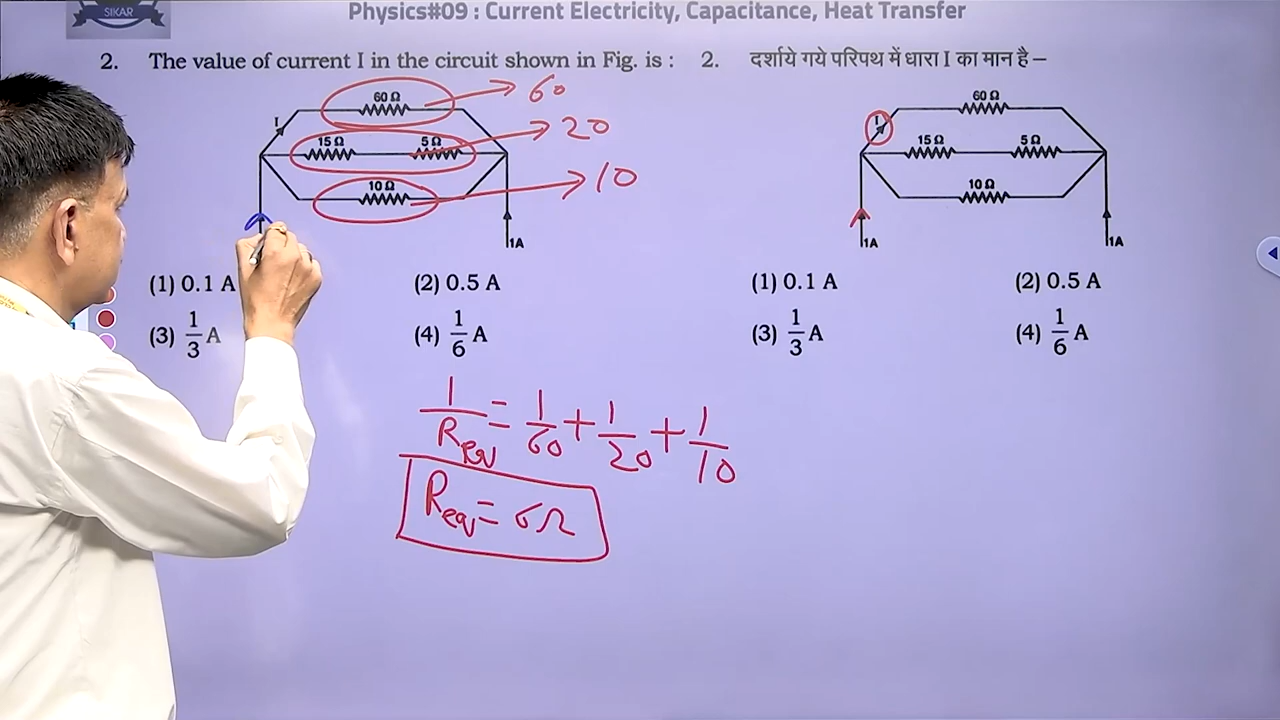 SIKAR
Physics#09 : Current Electricity, Capacitance, Heat Transfer
2. The value of current I in the circuit shown in Fig. is :
60 Ω
60
I
15 Ω 5 Ω
20
10 Ω
10
1A
(1) 0.1 A (2) 0.5 A
(3) 1/3 A (4) 1/6 A
2. दर्शाये गये परिपथ में धारा I का मान है –
60 Ω
I
15 Ω 5 Ω
10 Ω
1A 1A
(1) 0.1 A (2) 0.5 A
(3) 1/3 A (4) 1/6 A
1/Req = 1/60 + 1/20 + 1/10
Req = 6Ω